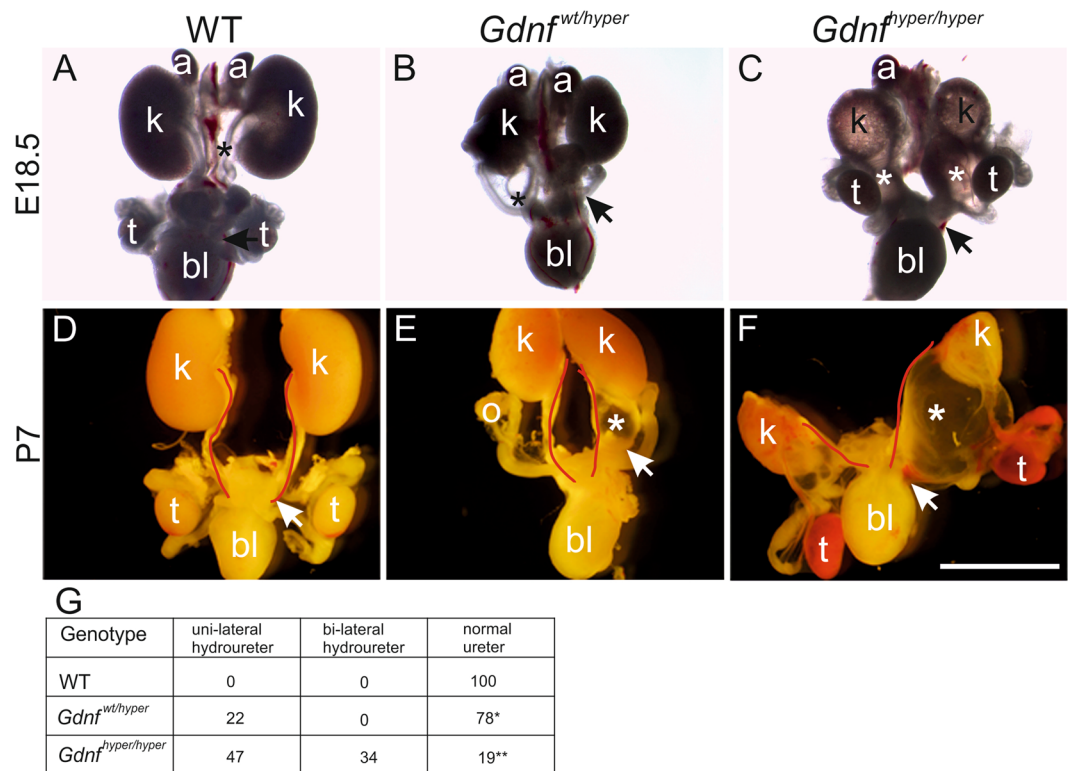 WT Gdnf wt/hyper Gdnf hyper/hyper
E18.5
A a a k k * t t bl
B a a k k * bl
C a k k * * t t bl
P7
D k k t t bl
E k k o * bl
F k k * t t bl
G
Genotype uni-lateral hydroureter bi-lateral hydroureter normal ureter
WT 0 0 100
Gdnf wt/hyper 22 0 78*
Gdnf hyper/hyper 47 34 19**